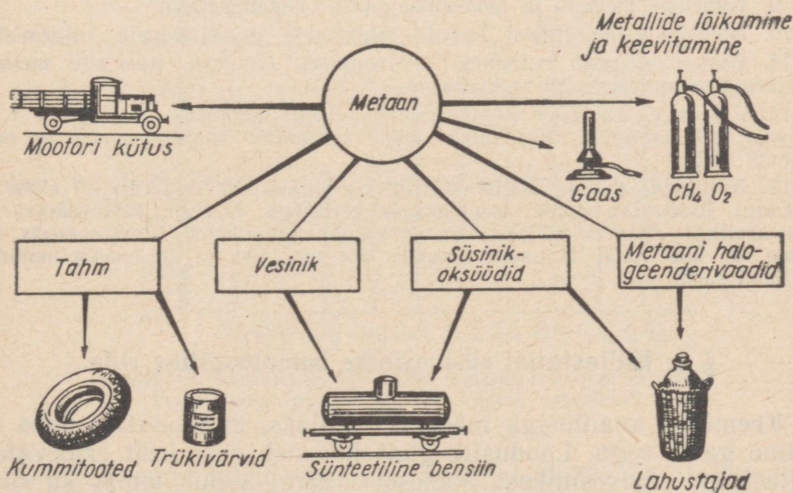 Metallide lõikamine
ja keevitamine
Metaan
Mootori kütus
Gaas
CH₄ O₂
Tahm
Vesinik
Süsinik-
oksüüdid
Metaani halo-
geenderivaadid
Kummitooted
Trükivärvid
Sünteetiline bensiin
Lahustajad